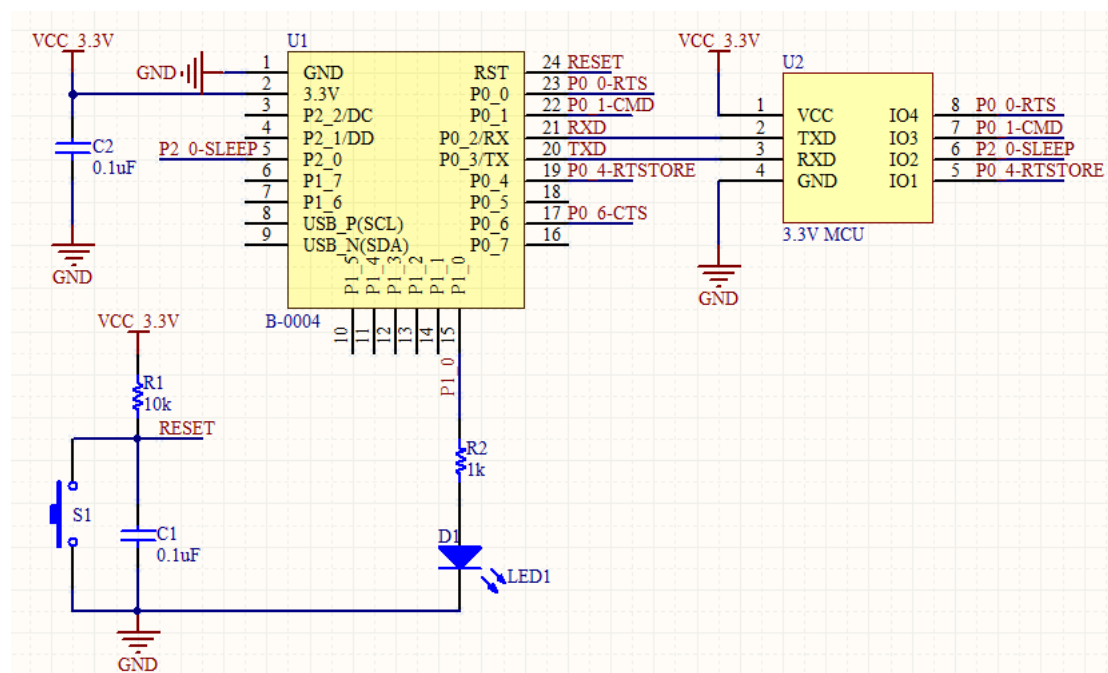 VCC_3.3V
GND
C2
0.1uF
GND
P2_0-SLEEP
U1
1 GND
2 3.3V
3 P2_2/DC
4 P2_1/DD
5 P2_0
6 P1_7
7 P1_6
8 USB_P(SCL)
9 USB_N(SDA)
RST 24 RESET
P0_0 23 P0_0-RTS
P0_1 22 P0_1-CMD
P0_2/RX 21 RXD
P0_3/TX 20 TXD
P0_4 19 P0_4-RTSTORE
P0_5 18
P0_6 17 P0_6-CTS
P0_7 16
P1_5 10
P1_4 11
P1_3 12
P1_2 13
P1_1 14
P1_0 15
B-0004
P1_0
VCC_3.3V
U2
1 VCC
2 TXD
3 RXD
4 GND
IO4 8 P0_0-RTS
IO3 7 P0_1-CMD
IO2 6 P2_0-SLEEP
IO1 5 P0_4-RTSTORE
3.3V MCU
GND
VCC_3.3V
R1
10k
RESET
S1
C1
0.1uF
R2
1k
D1
LED1
GND